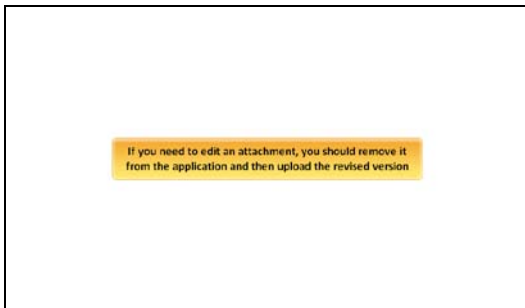 If you need to edit an attachment, you should remove it
from the application and then upload the revised version